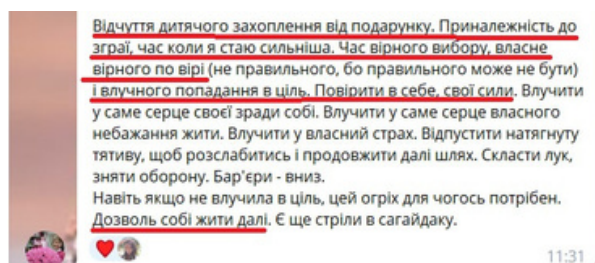 Відчуття дитячого захоплення від подарунку. Приналежність до
зграї, час коли я стаю сильніша. Час вірного вибору, власне
вірного по вірі (не правильного, бо правильного може не бути)
і влучного попадання в ціль. Повірити в себе, свої сили. Влучити
у саме серце своєї зради собі. Влучити у саме серце власного
небажання жити. Влучити у власний страх. Відпустити натягнуту
тятиву, щоб розслабитись і продовжити далі шлях. Скласти лук,
зняти оборону. Бар'єри - вниз.
Навіть якщо не влучила в ціль, цей огріх для чогось потрібен.
Дозволь собі жити далі. Є ще стріли в сагайдаку.
11:31